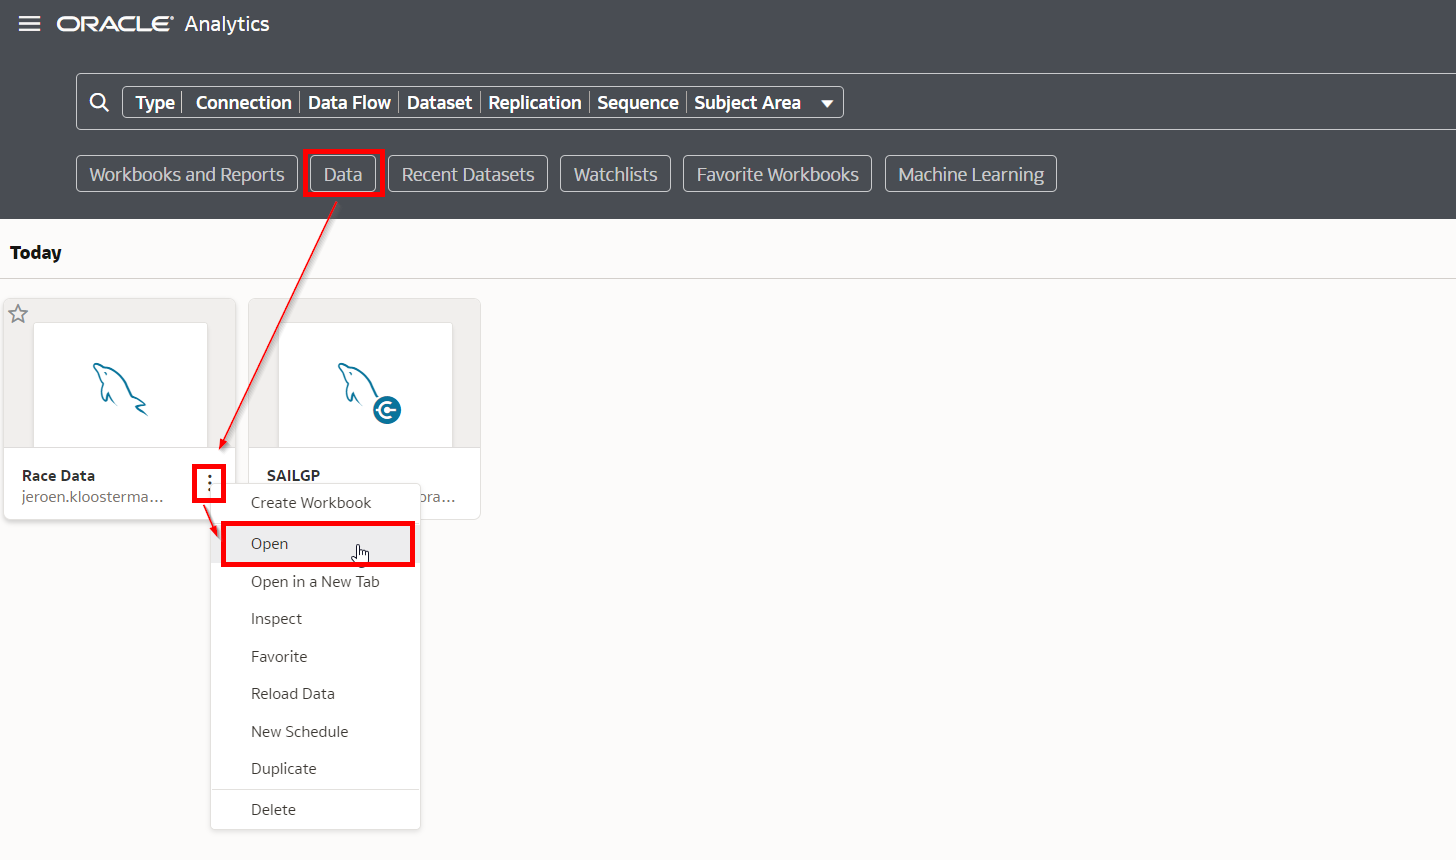 ORACLE Analytics
Type Connection Data Flow Dataset Replication Sequence Subject Area
Workbooks and Reports Data Recent Datasets Watchlists Favorite Workbooks Machine Learning
Today
Race Data
jeroen.kloosterma...
SAILGP
ora...
Create Workbook
Open
Open in a New Tab
Inspect
Favorite
Reload Data
New Schedule
Duplicate
Delete